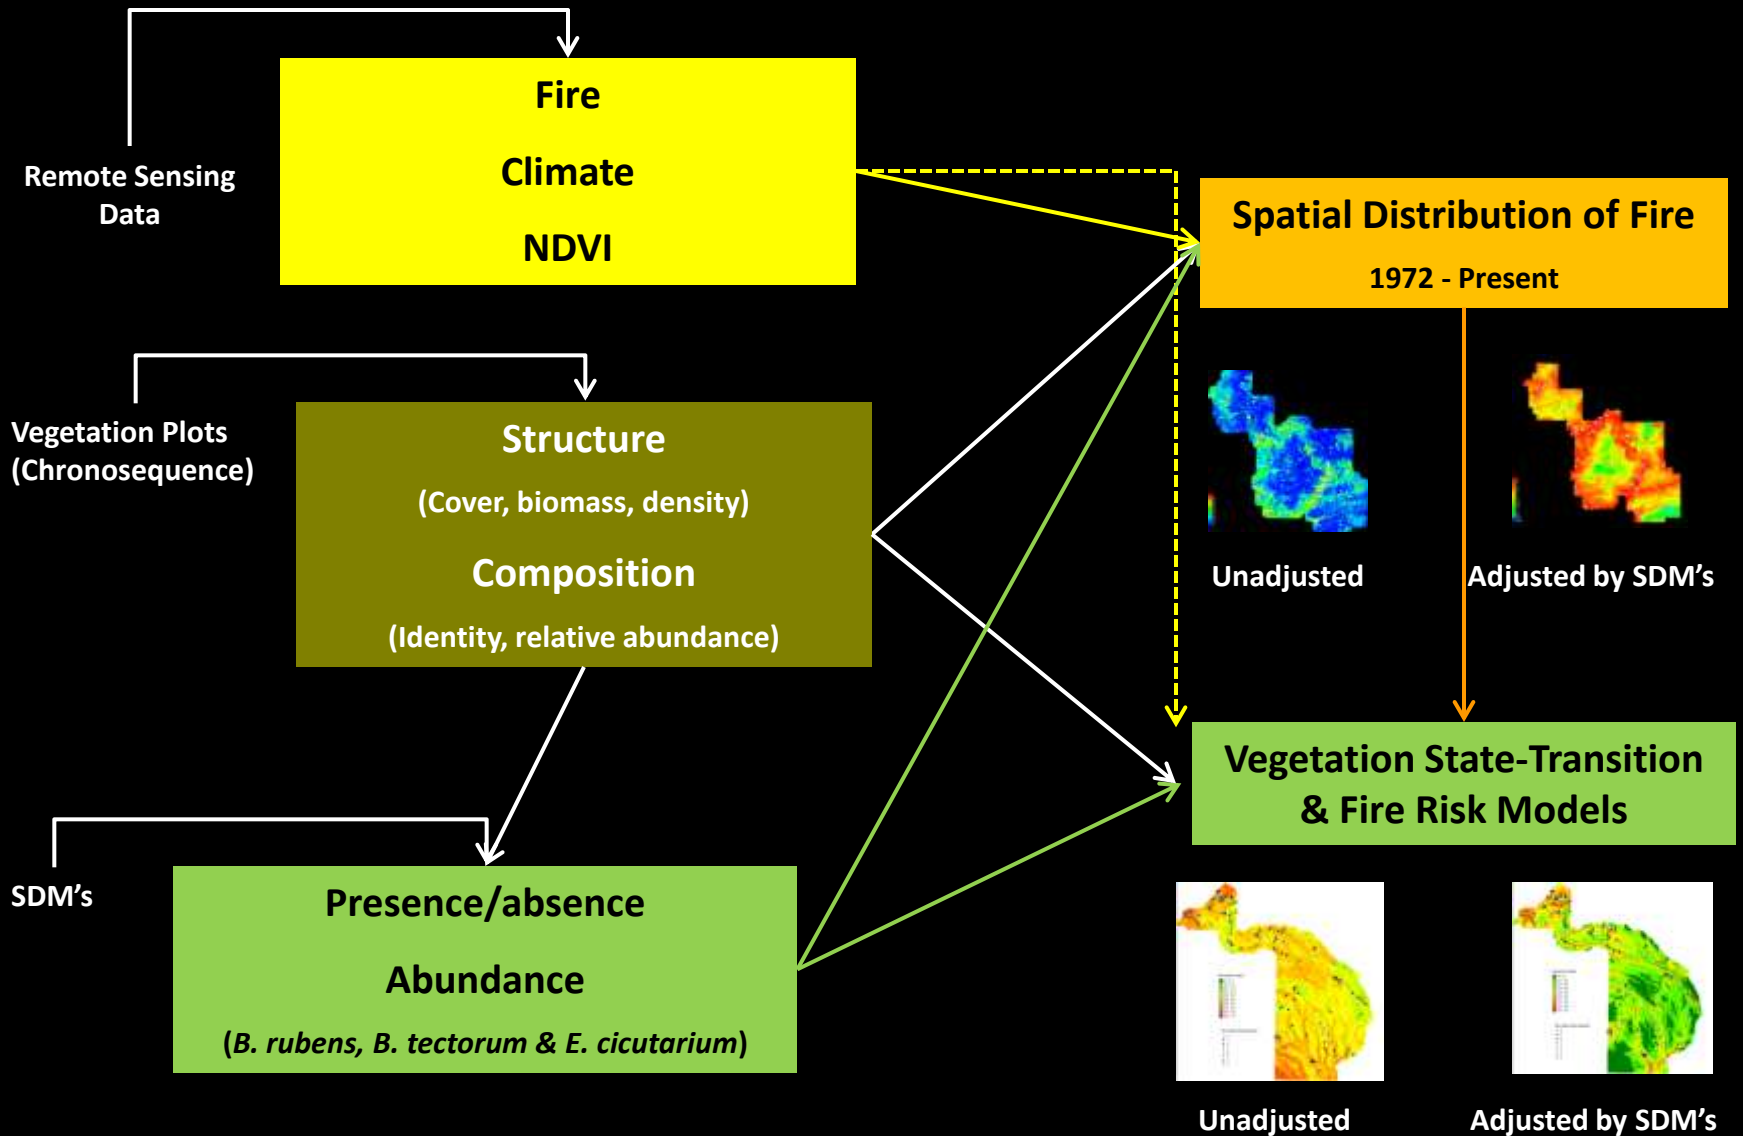 Fire
Climate
NDVI
Remote Sensing
Data
Spatial Distribution of Fire
1972 - Present
Vegetation Plots
(Chronosequence)
Structure
(Cover, biomass, density)
Composition
(Identity, relative abundance)
Unadjusted
Adjusted by SDM's
Vegetation State-Transition
& Fire Risk Models
SDM's
Presence/absence
Abundance
(B. rubens, B. tectorum & E. cicutarium)
Unadjusted
Adjusted by SDM's